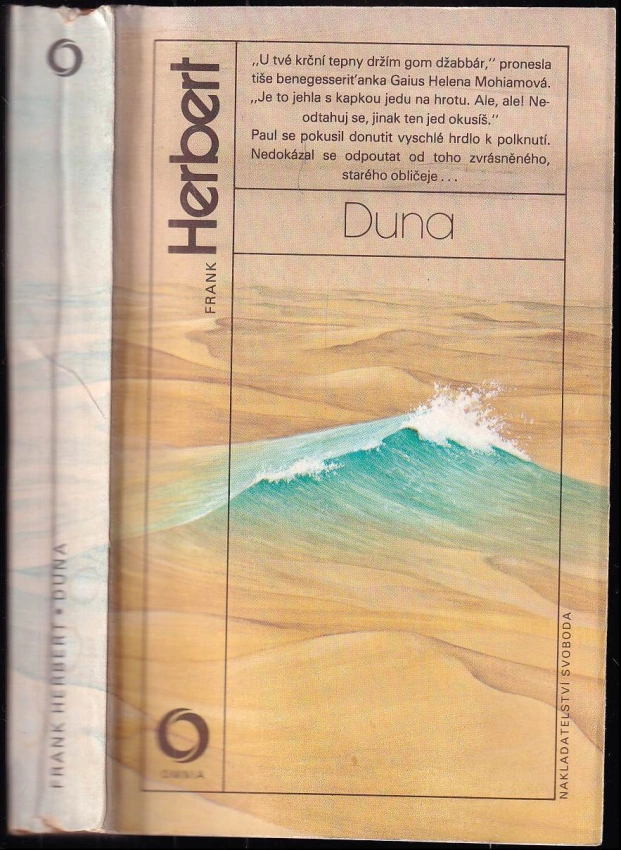 „U tvé krční tepny držím gom džabbár,“ pronesla
tiše benegesserit’anka Gaius Helena Mohiamová.
„Je to jehla s kapkou jedu na hrotu. Ale, ale! Ne-
odtahuj se, jinak ten jed okusíš.“
Paul se pokusil donutit vyschlé hrdlo k polknutí.
Nedokázal se odpoutat od toho zvrásněného,
starého obličeje...
FRANK Herbert
Duna
OMNIA
NAKLADATELSTVÍ SVOBODA
FRANK HERBERT • DUNA